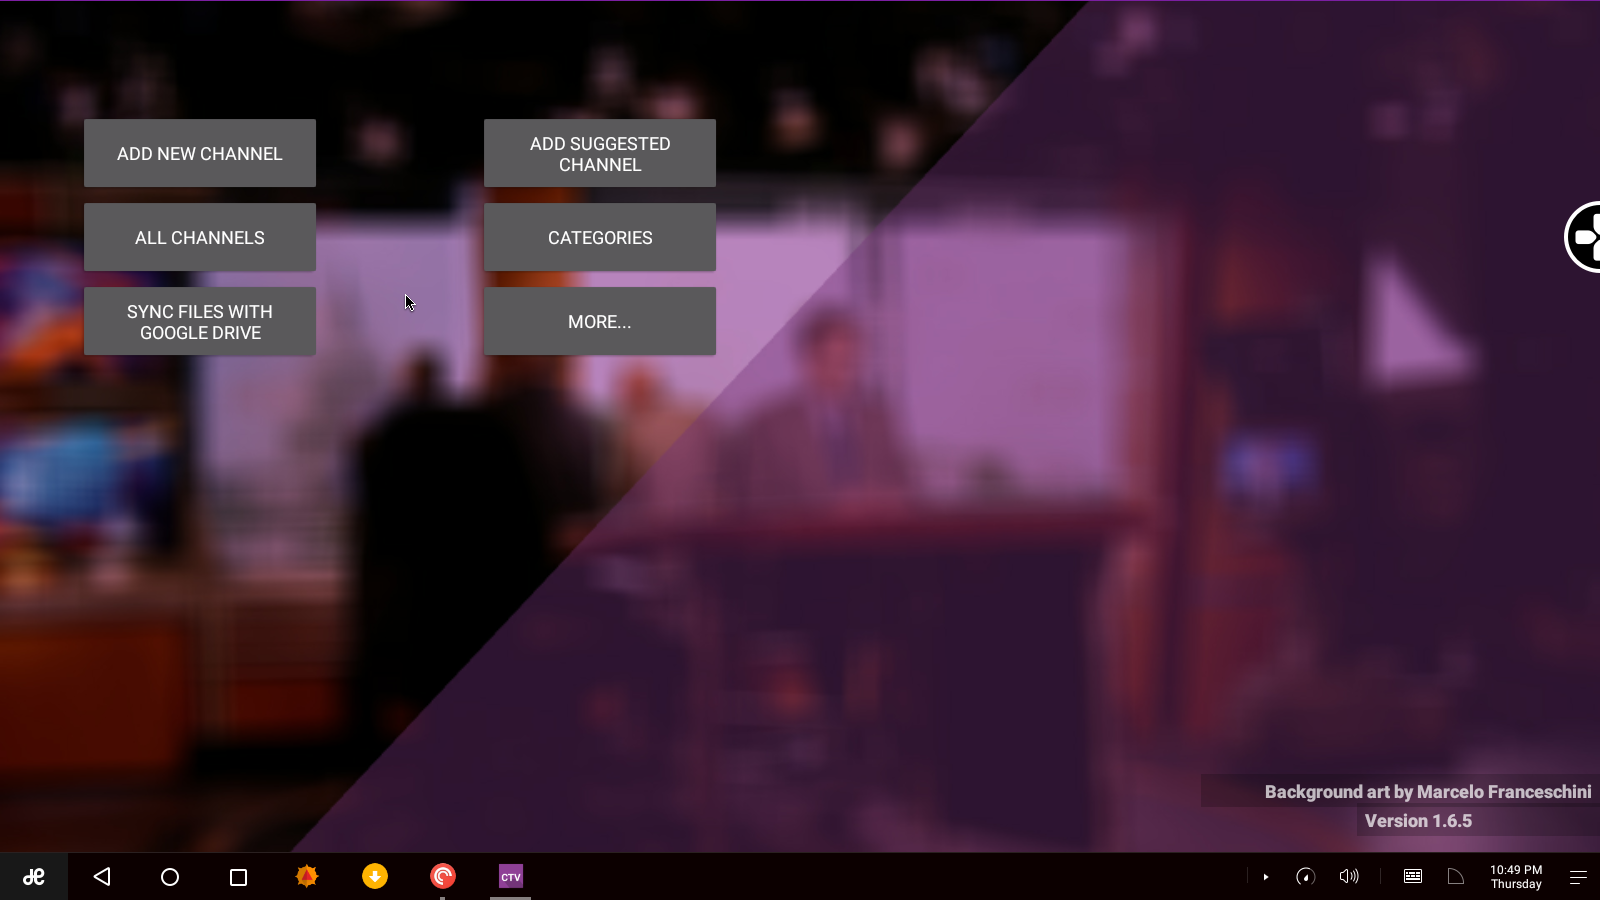 ADD NEW CHANNEL
ADD SUGGESTED
CHANNEL
ALL CHANNELS
CATEGORIES
SYNC FILES WITH
GOOGLE DRIVE
MORE...
Background art by Marcelo Franceschini
Version 1.6.5
CTV
10:49 PM
Thursday